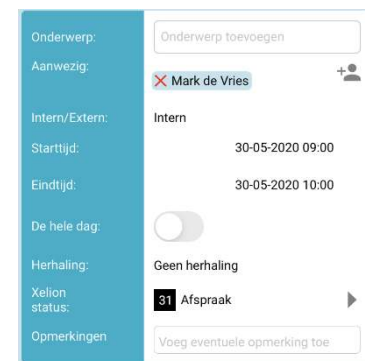 Onderwerp: Onderwerp toevoegen
Aanwezig:
Mark de Vries
Intern/Extern: Intern
Starttijd: 30-05-2020 09:00
Eindtijd: 30-05-2020 10:00
De hele dag:
Herhaling: Geen herhaling
Xelion
status: 31 Afspraak
Opmerkingen Voeg eventuele opmerking toe